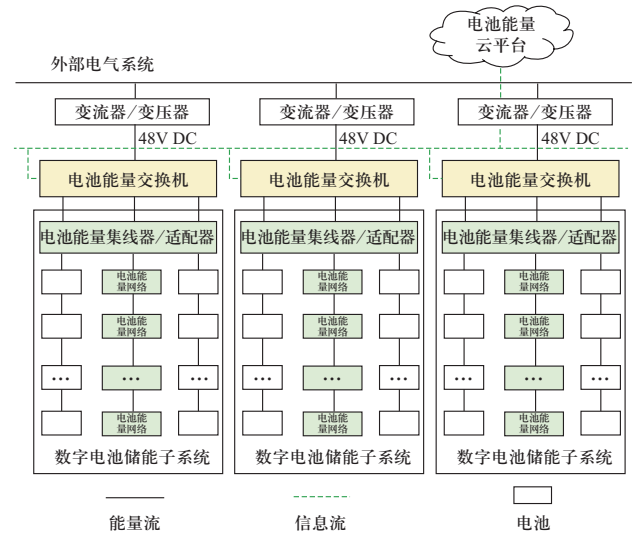 电池能量
云平台
外部电气系统
变流器/变压器
变流器/变压器
变流器/变压器
48V DC
48V DC
48V DC
电池能量交换机
电池能量交换机
电池能量交换机
电池能量集线器/适配器
电池能量集线器/适配器
电池能量集线器/适配器
电池能
量网络
电池能
量网络
电池能
量网络
电池能
量网络
电池能
量网络
电池能
量网络
... ... ...
... ... ...
... ... ...
电池能
量网络
电池能
量网络
电池能
量网络
数字电池储能子系统
数字电池储能子系统
数字电池储能子系统
能量流
信息流
电池